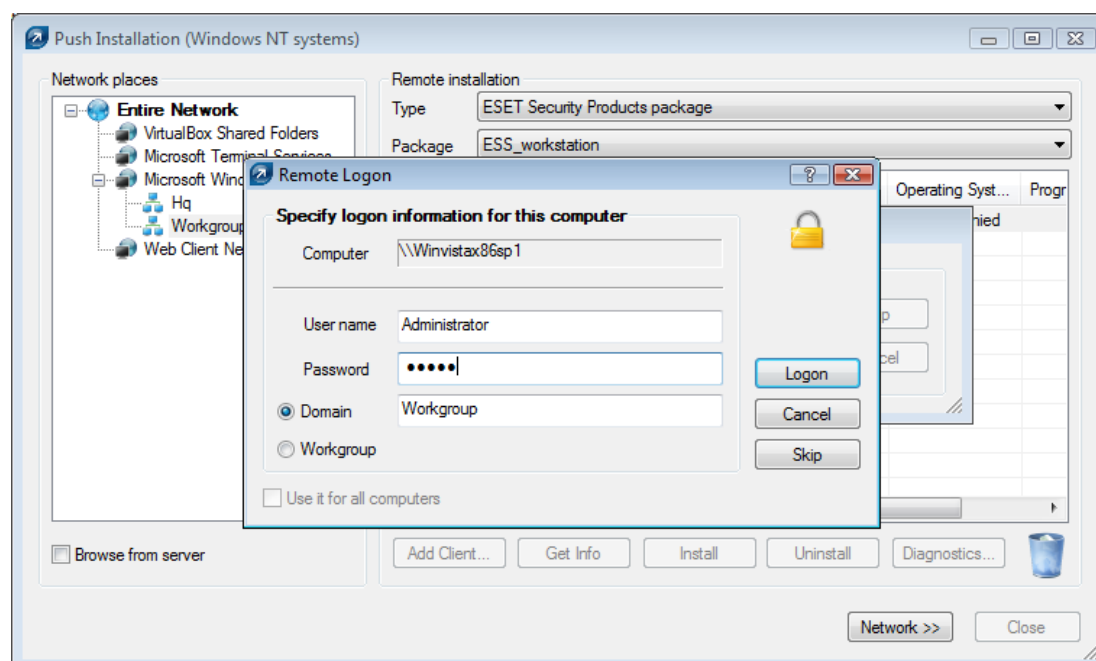 Push Installation (Windows NT systems)
Network places
Entire Network
VirtualBox Shared Folders
Microsoft Terminal Services
Microsoft Wind
Hq
Workgroup
Web Client Ne
Browse from server
Remote installation
Type ESET Security Products package
Package ESS_workstation
Operating Syst... Progr
nied
p
cel
Remote Logon
Specify logon information for this computer
Computer \\Winvistax86sp1
User name Administrator
Password •••••
Domain Workgroup
Workgroup
Use it for all computers
Logon
Cancel
Skip
Add Client... Get Info Install Uninstall Diagnostics...
Network >> Close